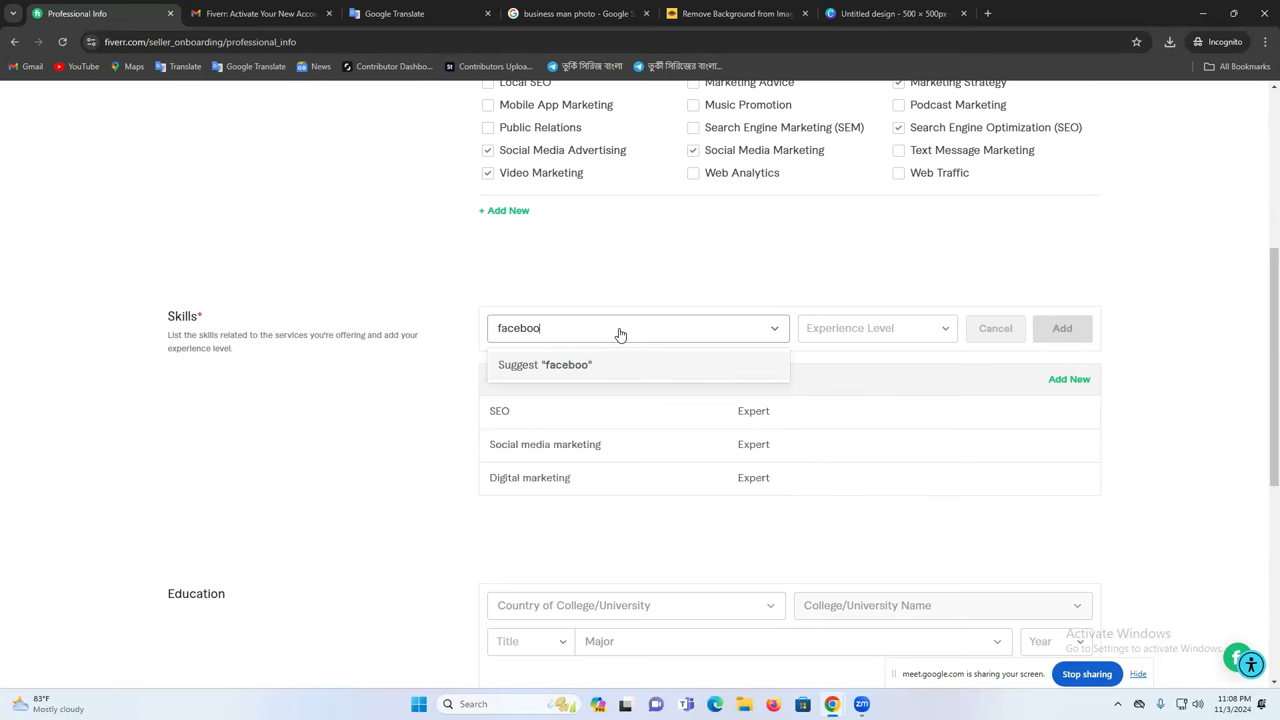 Professional Info
Fiverr: Activate Your New Accou
Google Translate
business man photo - Google S
Remove Background from Imag
Untitled design - 500 × 500px
fiverr.com/seller_onboarding/professional_info
Incognito
Gmail
YouTube
Maps
Translate
Google Translate
News
Contributor Dashbo...
Contributors Uploa...
All Bookmarks
Local SEO
Marketing Advice
Marketing Strategy
Mobile App Marketing
Music Promotion
Podcast Marketing
Public Relations
Search Engine Marketing (SEM)
Search Engine Optimization (SEO)
Social Media Advertising
Social Media Marketing
Text Message Marketing
Video Marketing
Web Analytics
Web Traffic
+ Add New
Skills*
List the skills related to the services you're offering and add your
experience level.
faceboo
Experience Level
Cancel
Add
Suggest "faceboo"
Add New
SEO
Expert
Social media marketing
Expert
Digital marketing
Expert
Education
Country of College/University
College/University Name
Title
Major
Year
Activate Windows
Go to Settings to activate Windows.
meet.google.com is sharing your screen.
Stop sharing
Hide
83°F
Mostly cloudy
Search
11:08 PM
11/3/2024